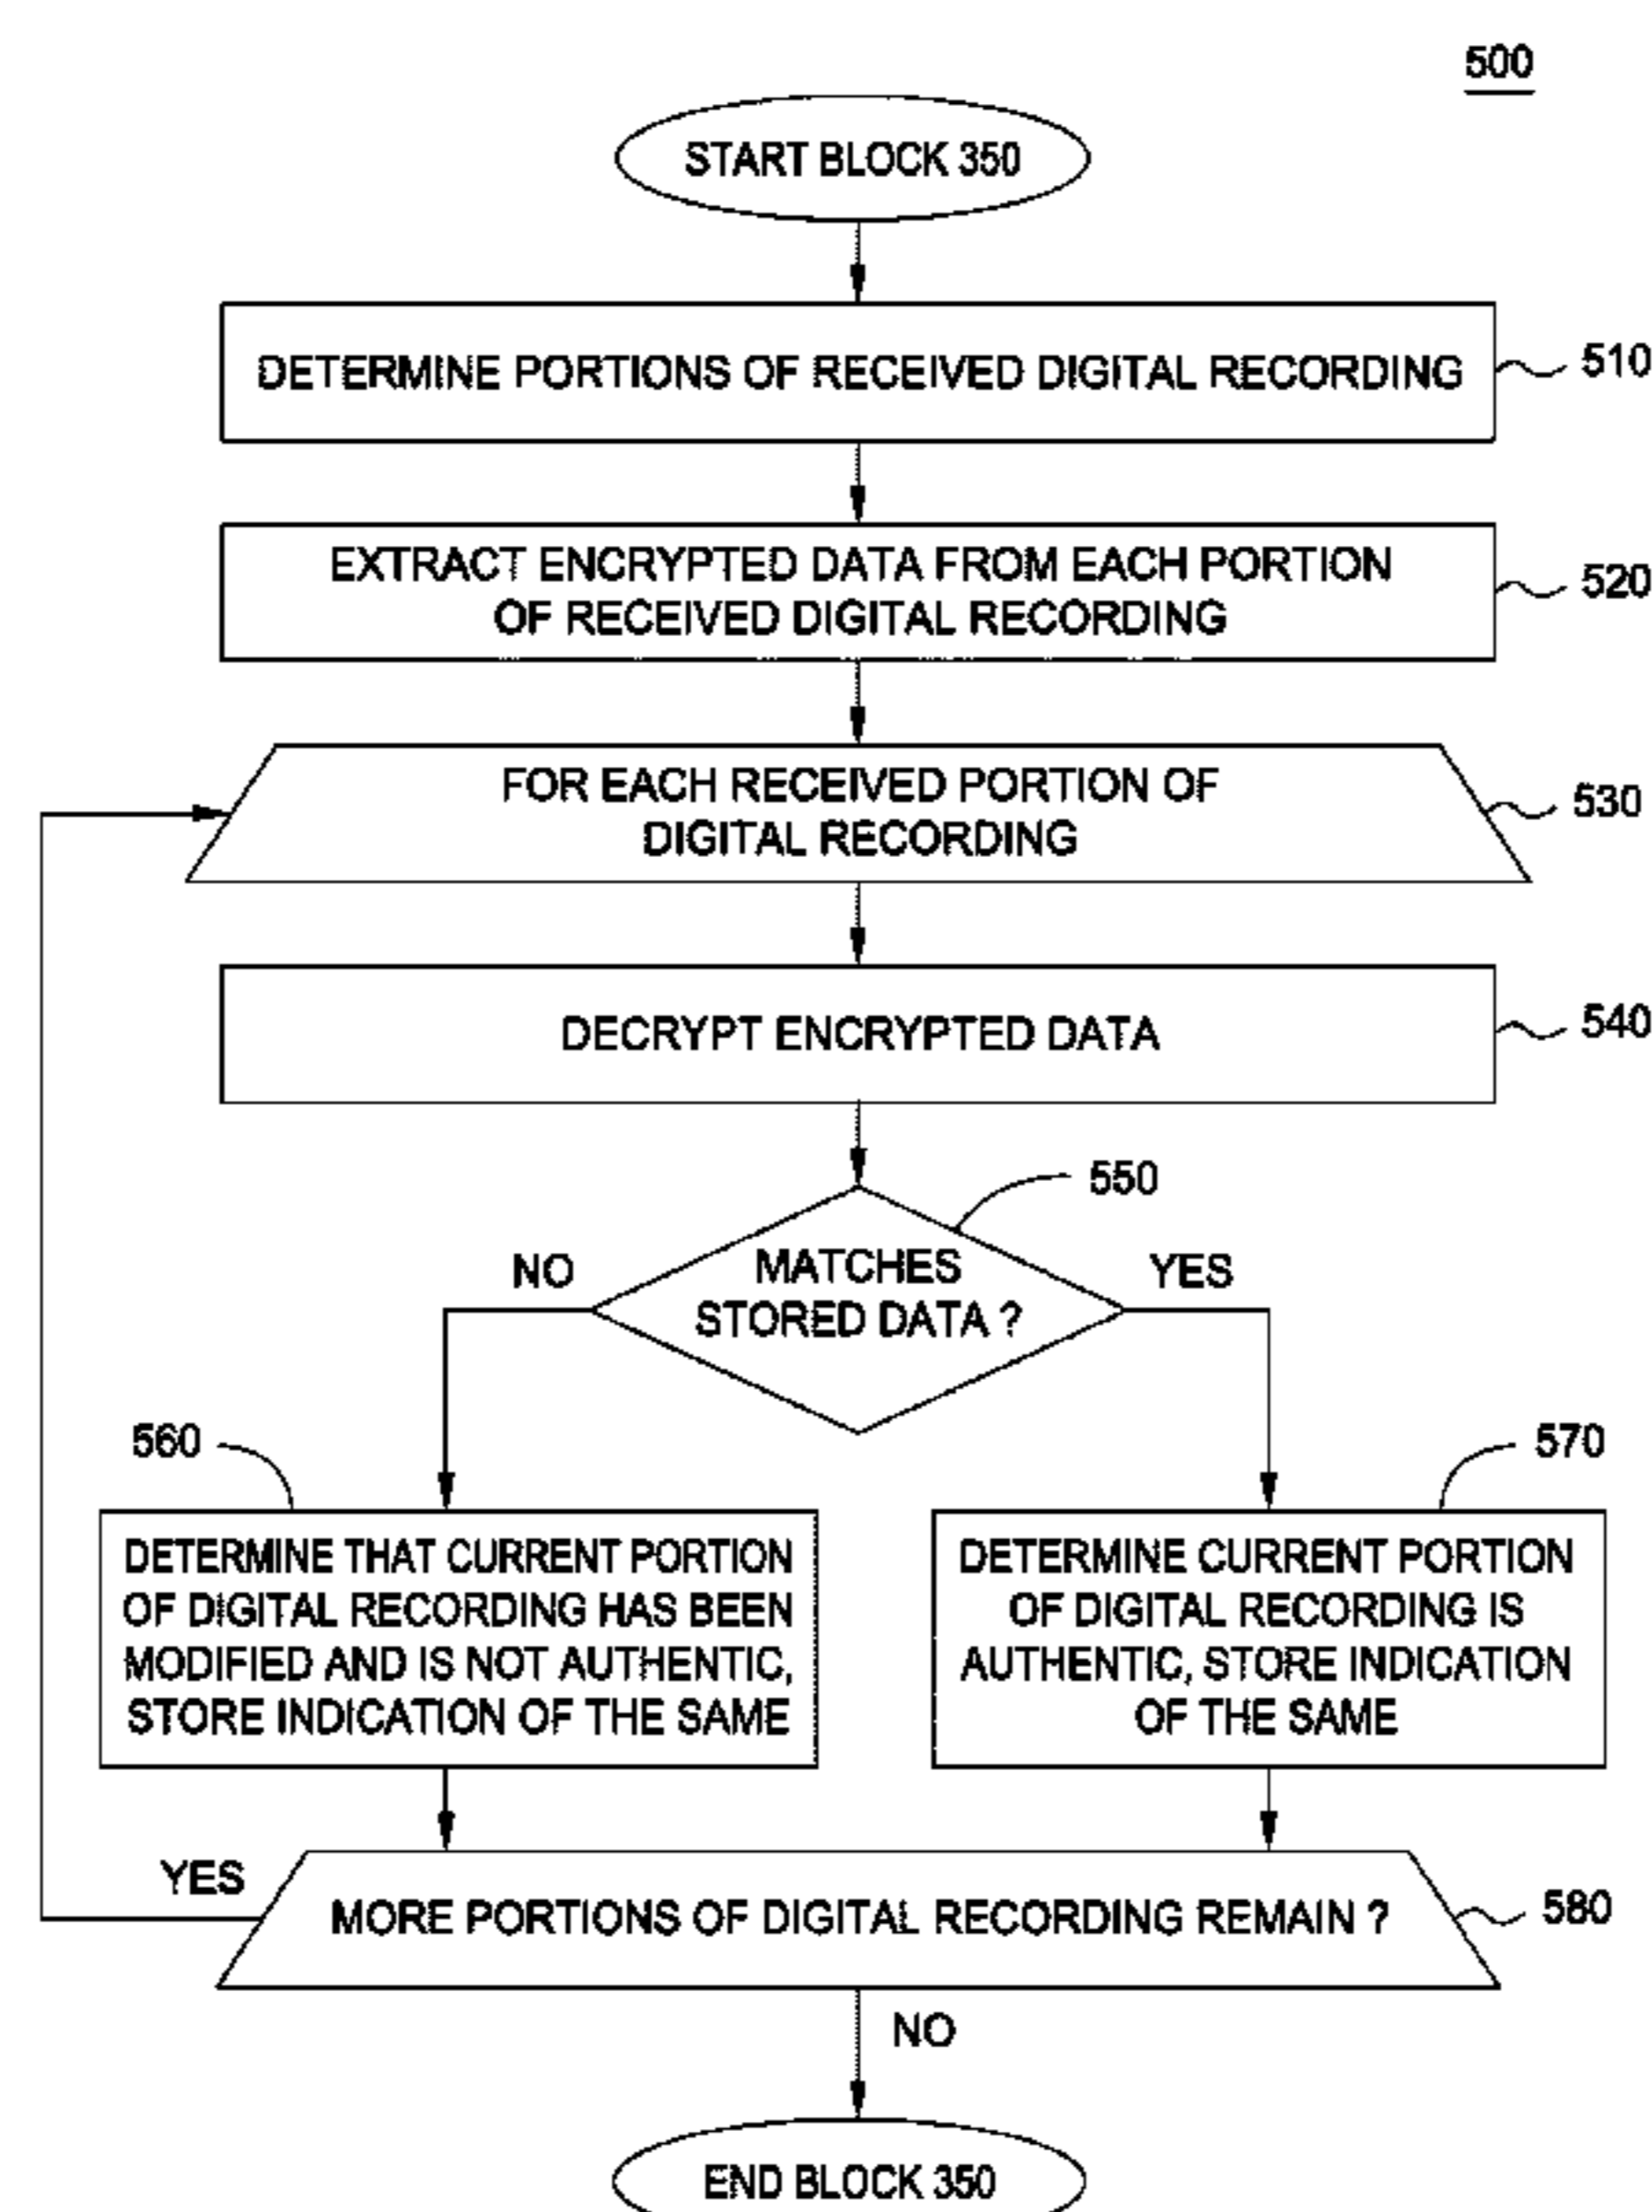 500
START BLOCK 350
DETERMINE PORTIONS OF RECEIVED DIGITAL RECORDING
510
EXTRACT ENCRYPTED DATA FROM EACH PORTION
OF RECEIVED DIGITAL RECORDING
520
FOR EACH RECEIVED PORTION OF
DIGITAL RECORDING
530
DECRYPT ENCRYPTED DATA
540
550
NO
MATCHES
STORED DATA ?
YES
560
570
DETERMINE THAT CURRENT PORTION
OF DIGITAL RECORDING HAS BEEN
MODIFIED AND IS NOT AUTHENTIC,
STORE INDICATION OF THE SAME
DETERMINE CURRENT PORTION
OF DIGITAL RECORDING IS
AUTHENTIC, STORE INDICATION
OF THE SAME
YES
MORE PORTIONS OF DIGITAL RECORDING REMAIN ?
580
NO
END BLOCK 350